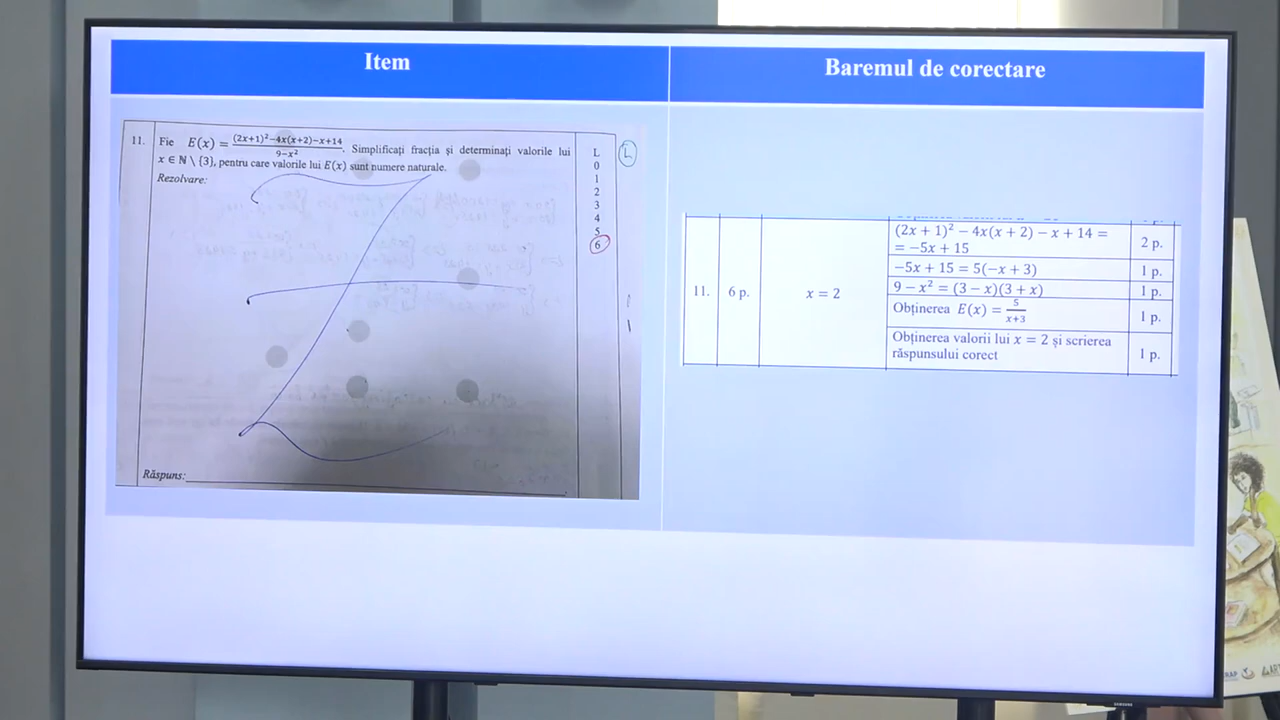 Item
Baremul de corectare
11. Fie E(x) = \frac{(2x+1)²−4x(x+2)−x+14}{9−x²}. Simplificați fracția și determinați valorile lui
x ∈ ℕ \ {3}, pentru care valorile lui E(x) sunt numere naturale.
Rezolvare:
L
0
1
2
3
4
5
6
L
Răspuns:
11.
6 p.
x = 2
(2x + 1)² − 4x(x + 2) − x + 14 =
= −5x + 15
2 p.
−5x + 15 = 5(−x + 3)
1 p.
9 − x² = (3 − x)(3 + x)
1 p.
Obținerea E(x) = \frac{5}{x+3}
1 p.
Obținerea valorii lui x = 2 și scrierea
răspunsului corect
1 p.
SAMSUNG